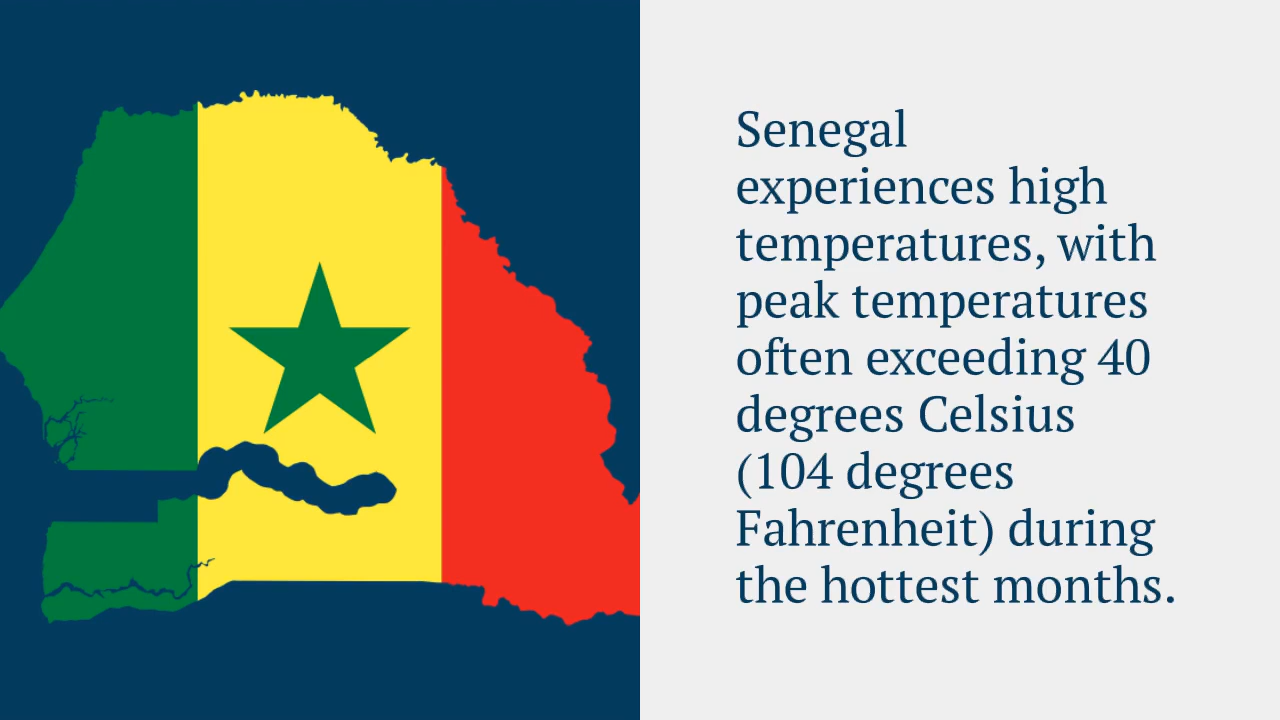 Senegal
experiences high
temperatures, with
peak temperatures
often exceeding 40
degrees Celsius
(104 degrees
Fahrenheit) during
the hottest months.